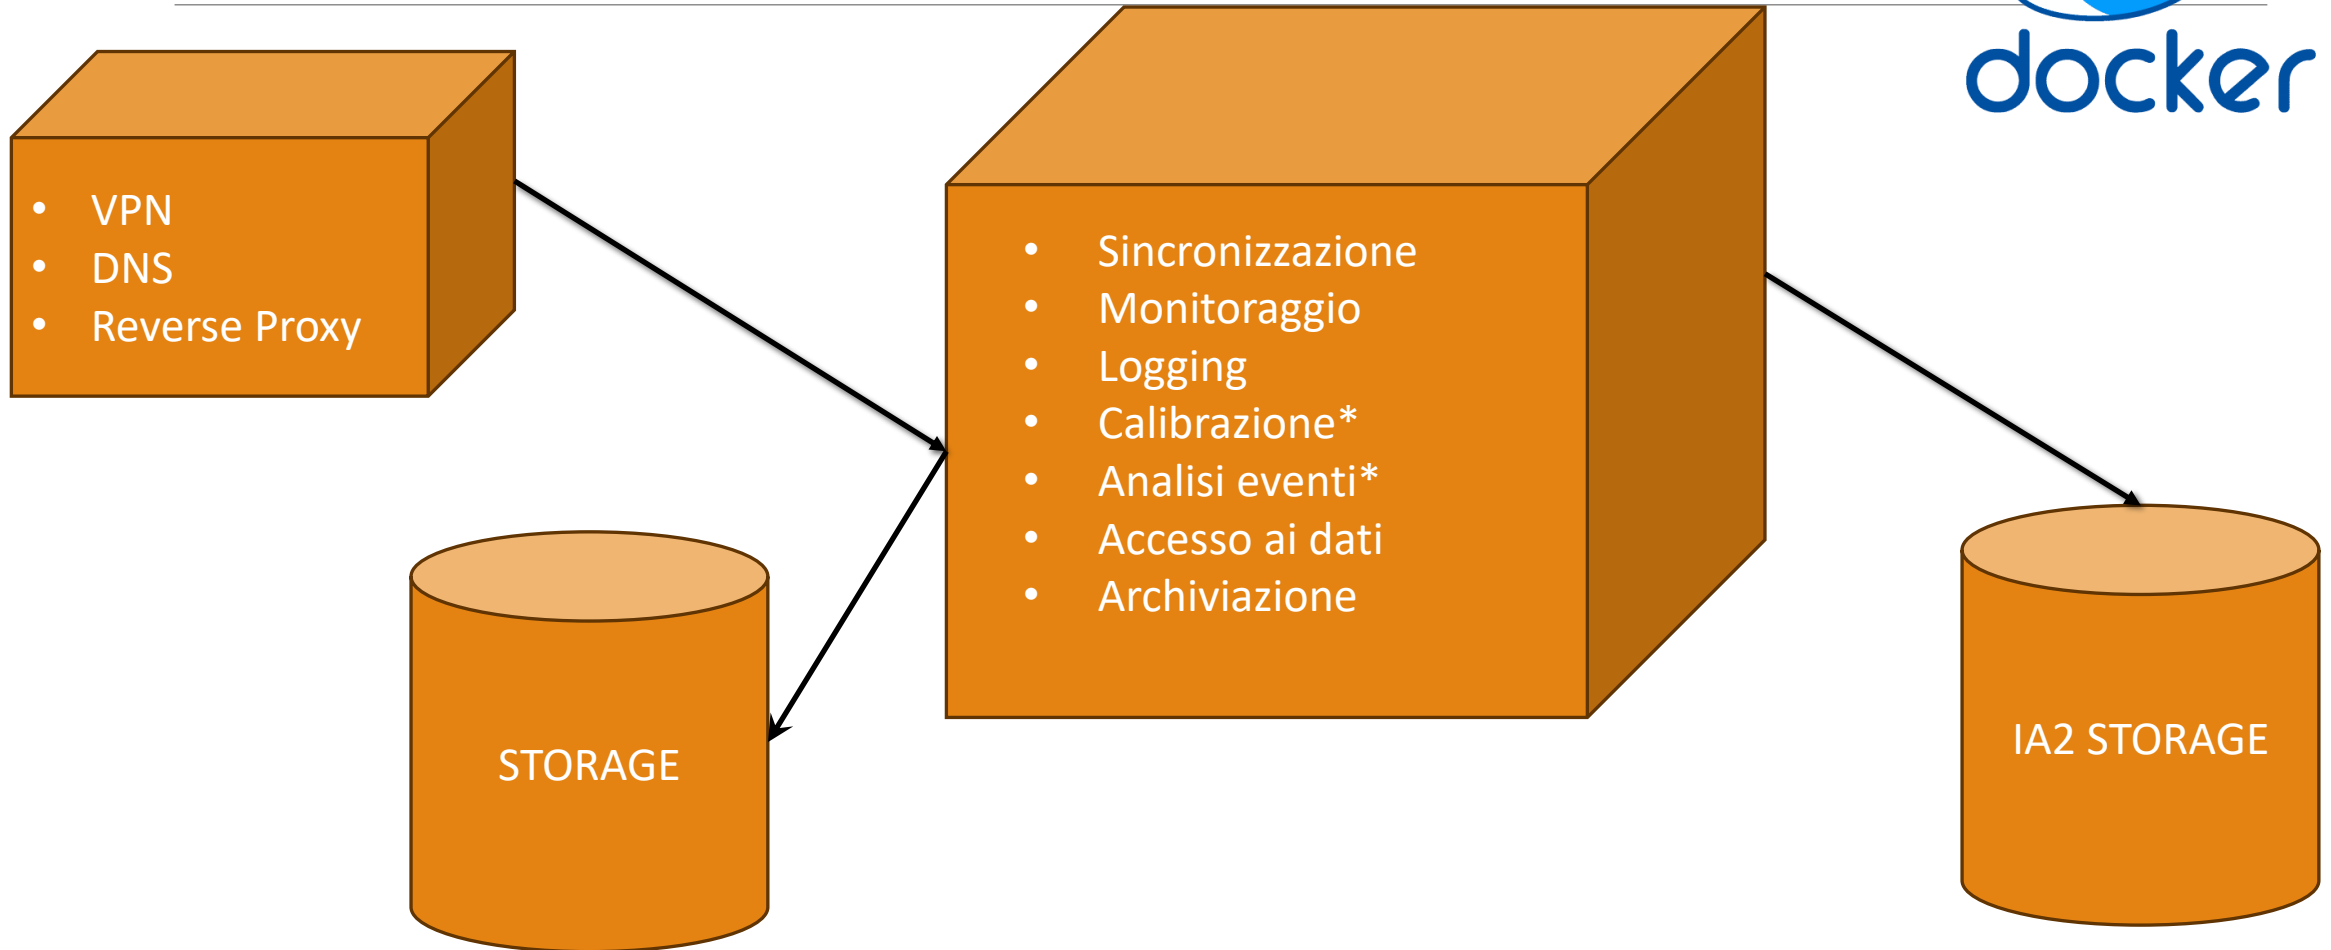 docker
• VPN
• DNS
• Reverse Proxy
• Sincronizzazione
• Monitoraggio
• Logging
• Calibrazione*
• Analisi eventi*
• Accesso ai dati
• Archiviazione
STORAGE
IA2 STORAGE